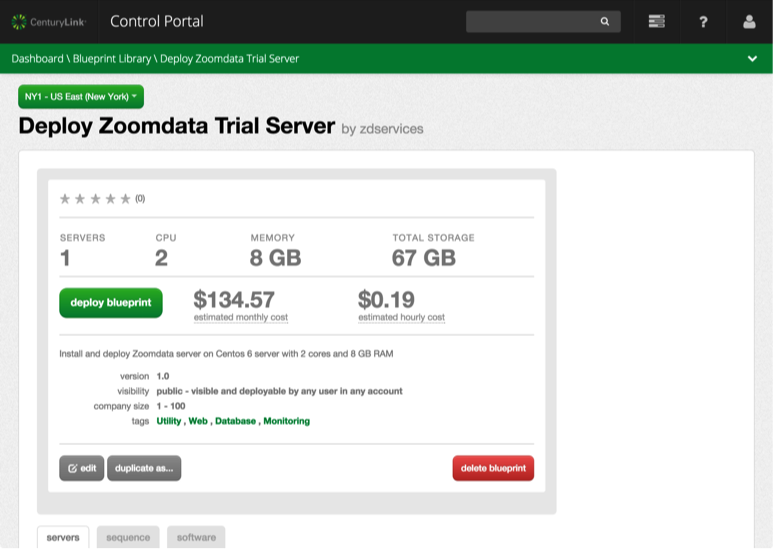 CenturyLink Control Portal
?
Dashboard \ Blueprint Library \ Deploy Zoomdata Trial Server
NY1 - US East (New York)
Deploy Zoomdata Trial Server by zdservices
(0)
SERVERS CPU MEMORY TOTAL STORAGE
1 2 8 GB 67 GB
deploy blueprint $134.57 $0.19
estimated monthly cost estimated hourly cost
Install and deploy Zoomdata server on Centos 6 server with 2 cores and 8 GB RAM
version 1.0
visibility public - visible and deployable by any user in any account
company size 1 - 100
tags Utility , Web , Database , Monitoring
edit duplicate as... delete blueprint
servers sequence software